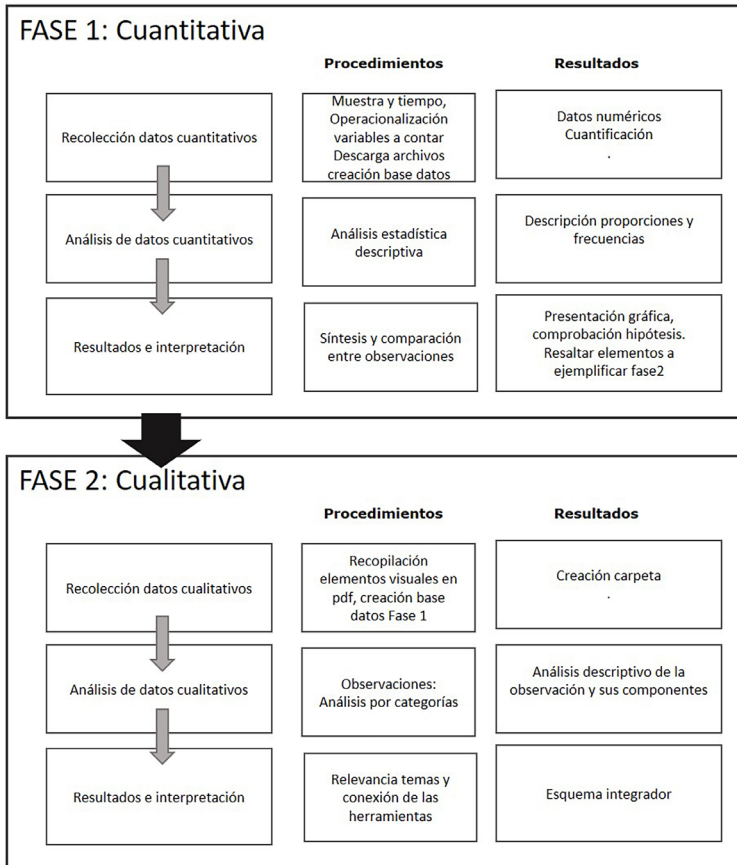 FASE 1: Cuantitativa
Procedimientos
Resultados
Recolección datos cuantitativos
Muestra y tiempo,
Operacionalización
variables a contar
Descarga archivos
creación base datos
Datos numéricos
Cuantificación
.
Análisis de datos cuantitativos
Análisis estadística
descriptiva
Descripción proporciones y
frecuencias
Resultados e interpretación
Síntesis y comparación
entre observaciones
Presentación gráfica,
comprobación hipótesis.
Resaltar elementos a
ejemplificar fase2
FASE 2: Cualitativa
Procedimientos
Resultados
Recolección datos cualitativos
Recopilación
elementos visuales en
pdf, creación base
datos Fase 1
Creación carpeta
.
Análisis de datos cualitativos
Observaciones:
Análisis por categorías
Análisis descriptivo de la
observación y sus componentes
Resultados e interpretación
Relevancia temas y
conexión de las
herramientas
Esquema integrador